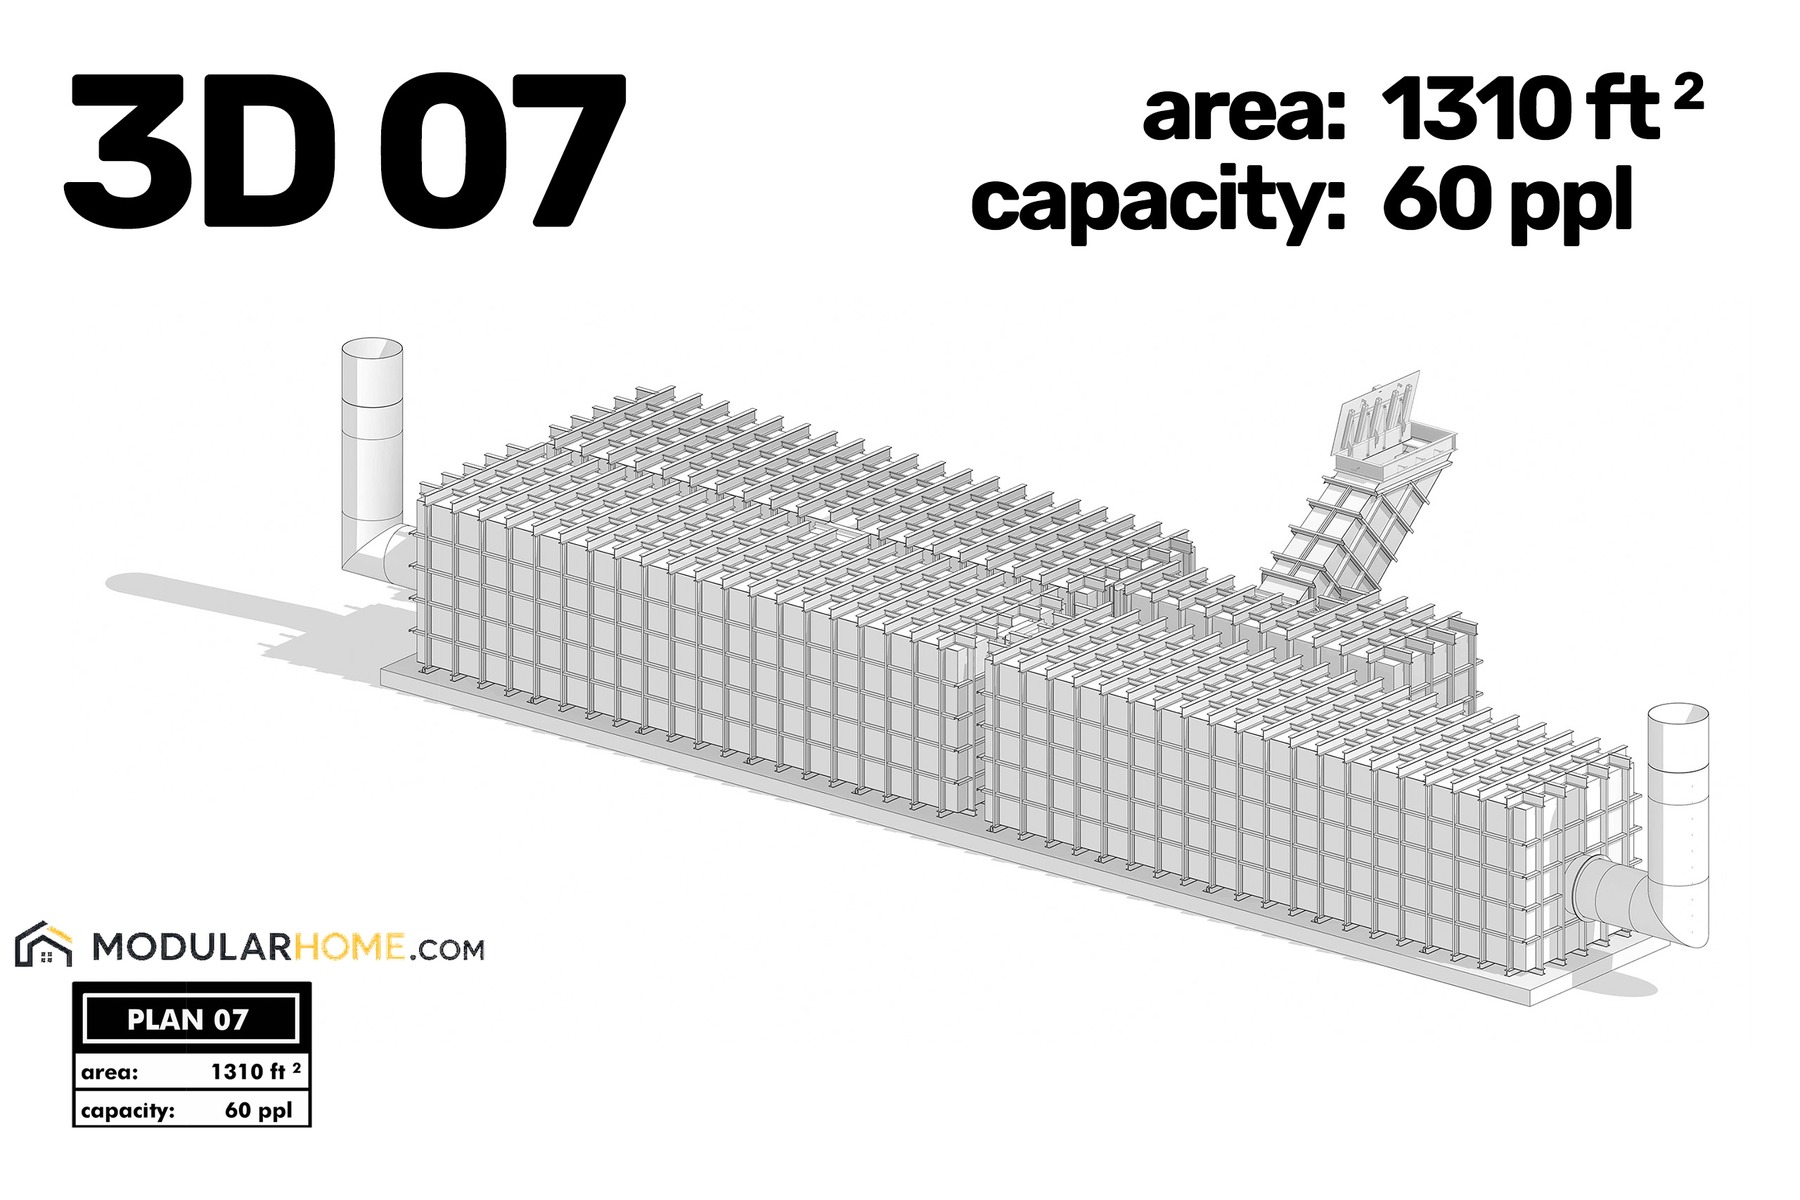 3D 07
area: 1310 ft ²
capacity: 60 ppl
MODULARHOME.COM
PLAN 07
area: 1310 ft ²
capacity: 60 ppl